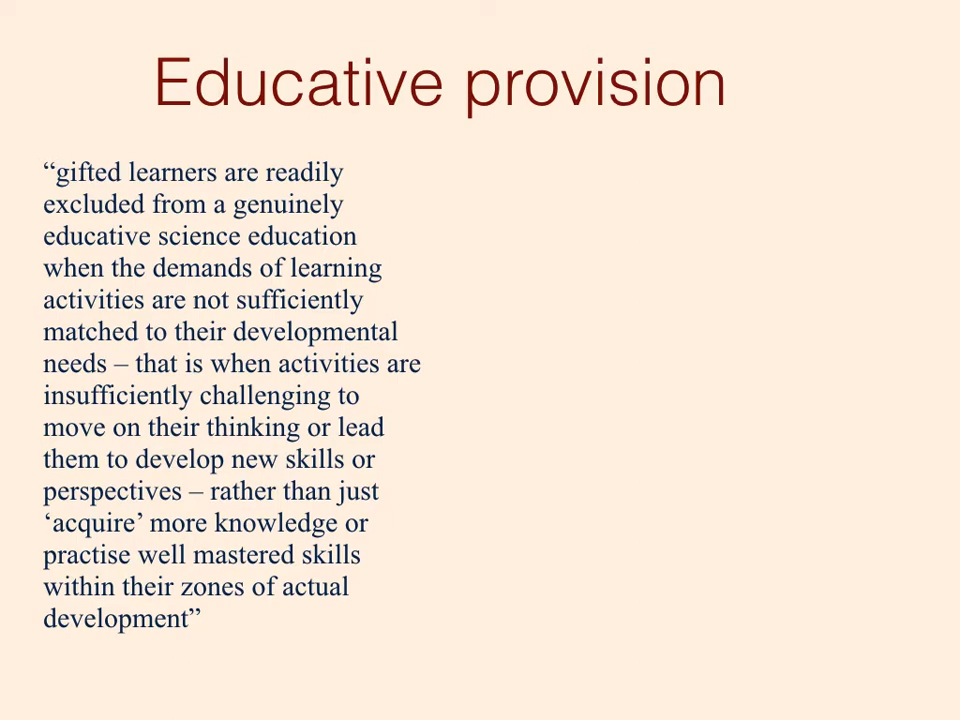 Educative provision
“gifted learners are readily
excluded from a genuinely
educative science education
when the demands of learning
activities are not sufficiently
matched to their developmental
needs – that is when activities are
insufficiently challenging to
move on their thinking or lead
them to develop new skills or
perspectives – rather than just
‘acquire’ more knowledge or
practise well mastered skills
within their zones of actual
development”